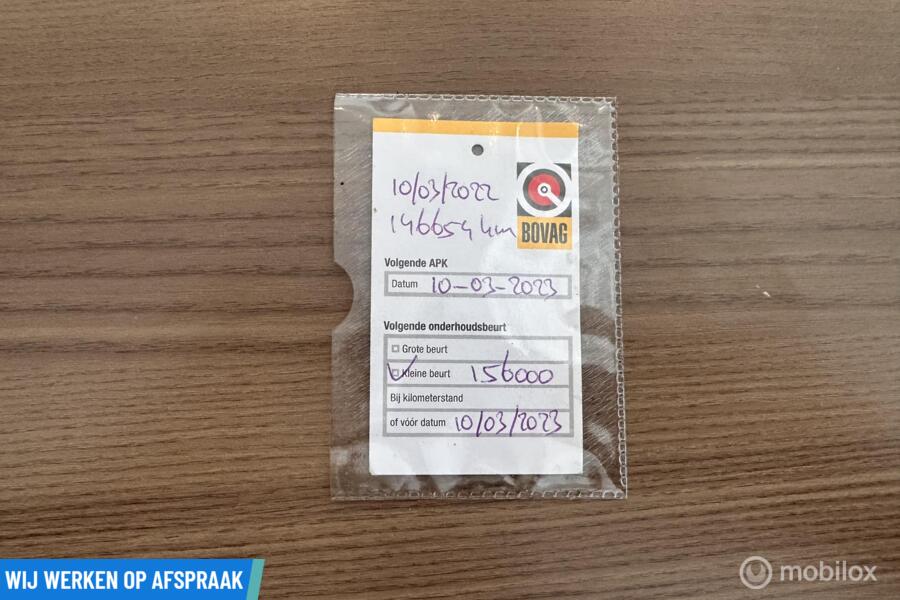 10/03/2022
146654 km
BOVAG
Volgende APK
Datum 10-03-2023
Volgende onderhoudsbeurt
Grote beurt
Kleine beurt 156000
Bij kilometerstand
of vóór datum 10/03/2023
WIJ WERKEN OP AFSPRAAK
mobilox